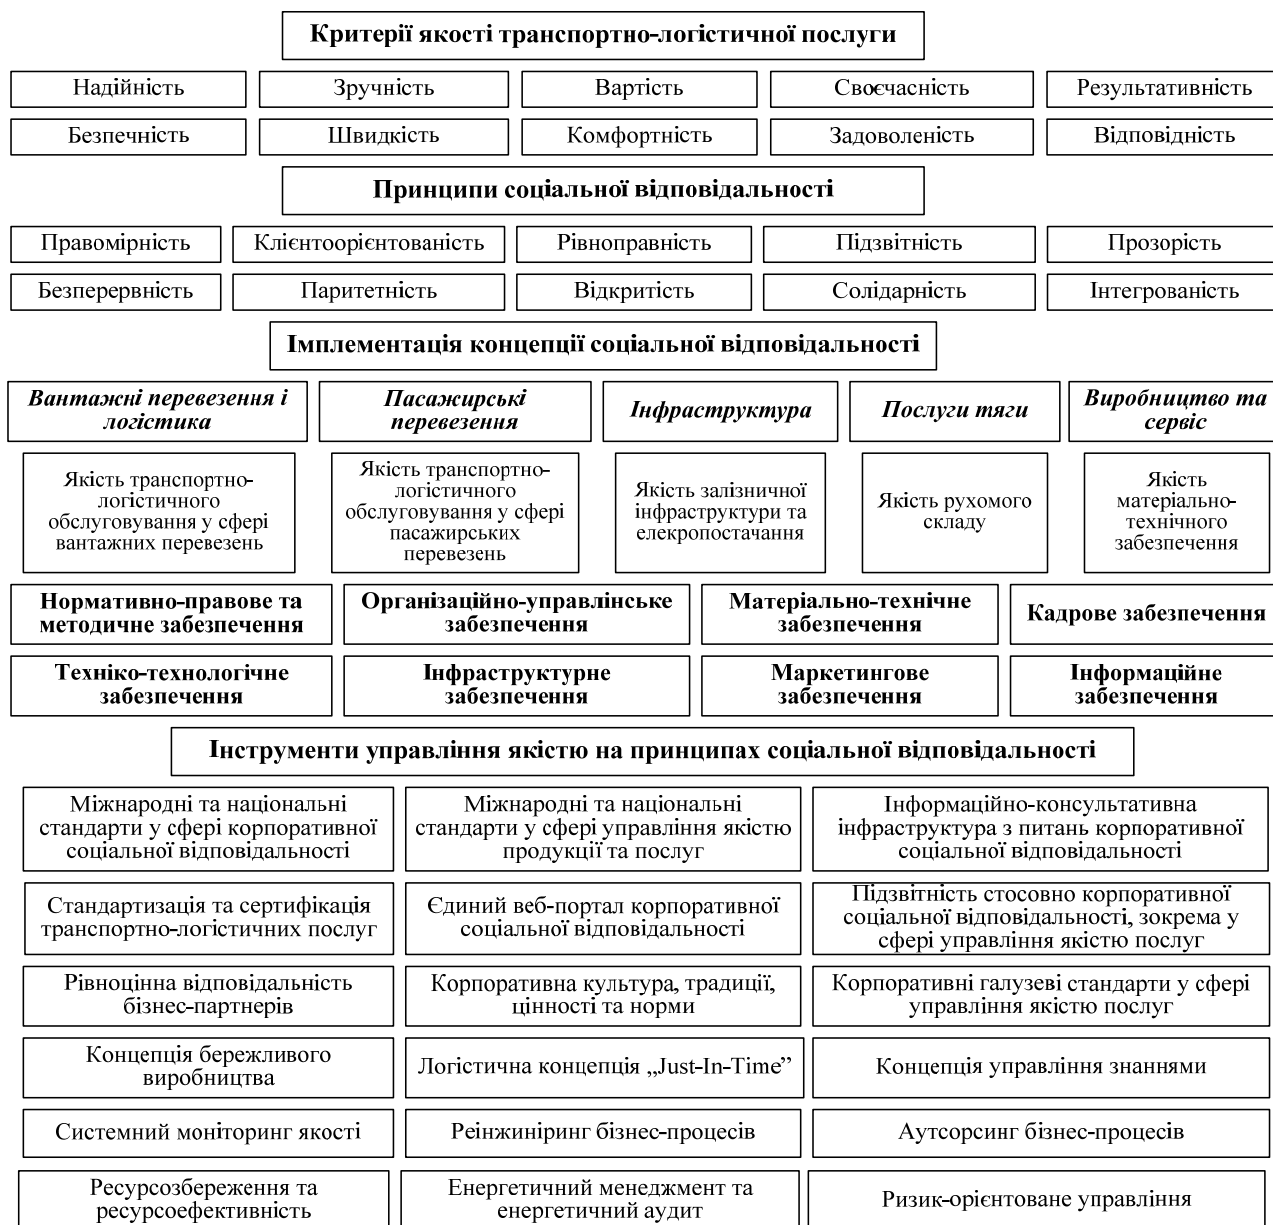 Критерії якості транспортно-логістичної послуги
Надійність
Зручність
Вартість
Своєчасність
Результативність
Безпечність
Швидкість
Комфортність
Задоволеність
Відповідність
Принципи соціальної відповідальності
Правомірність
Клієнтоорієнтованість
Рівноправність
Підзвітність
Прозорість
Безперервність
Паритетність
Відкритість
Солідарність
Інтегрованість
Імплементація концепції соціальної відповідальності
Вантажні перевезення і
логістика
Пасажирські
перевезення
Інфраструктура
Послуги тяги
Виробництво та
сервіс
Якість транспортно-
логістичного
обслуговування у сфері
вантажних перевезень
Якість транспортно-
логістичного
обслуговування у сфері
пасажирських
перевезень
Якість залізничної
інфраструктури та
елекропостачання
Якість рухомого
складу
Якість
матеріально-
технічного
забезпечення
Нормативно-правове та
методичне забезпечення
Організаційно-управлінське
забезпечення
Матеріально-технічне
забезпечення
Кадрове забезпечення
Техніко-технологічне
забезпечення
Інфраструктурне
забезпечення
Маркетингове
забезпечення
Інформаційне
забезпечення
Інструменти управління якістю на принципах соціальної відповідальності
Міжнародні та національні
стандарти у сфері корпоративної
соціальної відповідальності
Міжнародні та національні
стандарти у сфері управління якістю
продукції та послуг
Інформаційно-консультативна
інфраструктура з питань корпоративної
соціальної відповідальності
Стандартизація та сертифікація
транспортно-логістичних послуг
Єдиний веб-портал корпоративної
соціальної відповідальності
Підзвітність стосовно корпоративної
соціальної відповідальності, зокрема у
сфері управління якістю послуг
Рівноцінна відповідальність
бізнес-партнерів
Корпоративна культура, традиції,
цінності та норми
Корпоративні галузеві стандарти у сфері
управління якістю послуг
Концепція бережливого
виробництва
Логістична концепція „Just-In-Time”
Концепція управління знаннями
Системний моніторинг якості
Реінжиніринг бізнес-процесів
Аутсорсинг бізнес-процесів
Ресурсозбереження та
ресурсоефективність
Енергетичний менеджмент та
енергетичний аудит
Ризик-орієнтоване управління